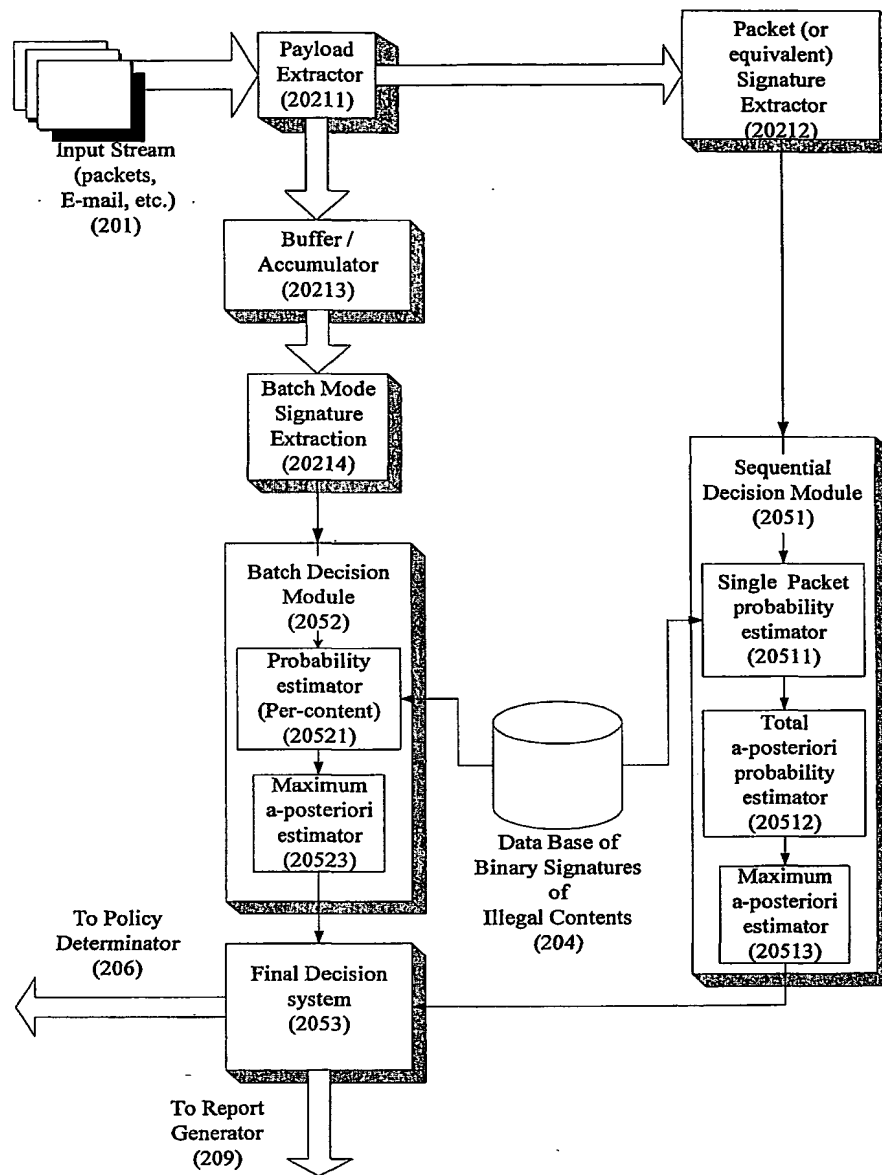 Payload
Extractor
(20211)
Packet (or
equivalent)
Signature
Extractor
(20212)
Input Stream
(packets,
E-mail, etc.)
(201)
Buffer /
Accumulator
(20213)
Batch Mode
Signature
Extraction
(20214)
Sequential
Decision Module
(2051)
Single Packet
probability
estimator
(20511)
Total
a-posteriori
probability
estimator
(20512)
Maximum
a-posteriori
estimator
(20513)
Batch Decision
Module
(2052)
Probability
estimator
(Per-content)
(20521)
Maximum
a-posteriori
estimator
(20523)
Data Base of
Binary Signatures
of
Illegal Contents
(204)
To Policy
Determinator
(206)
Final Decision
system
(2053)
To Report
Generator
(209)